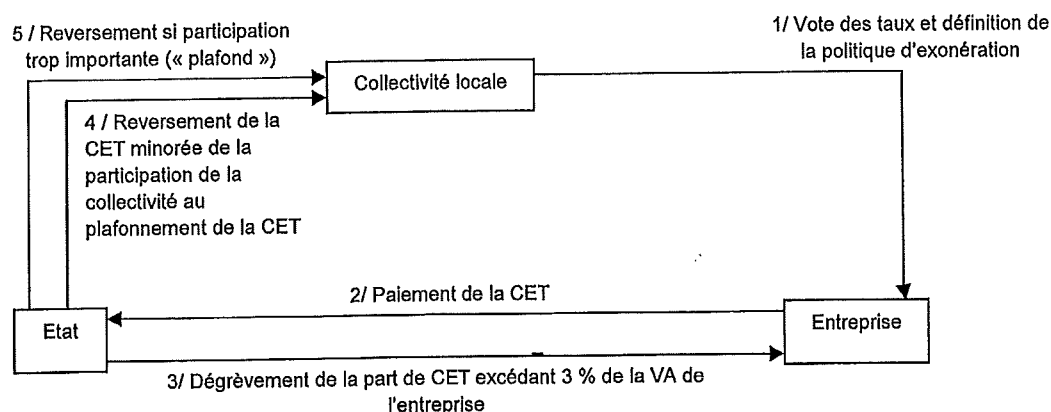 5 / Reversement si participation
trop importante (« plafond »)
1/ Vote des taux et définition de
la politique d'exonération
Collectivité locale
4 / Reversement de la
CET minorée de la
participation de la
collectivité au
plafonnement de la CET
2/ Paiement de la CET
Etat
Entreprise
3/ Dégrèvement de la part de CET excédant 3 % de la VA de
l'entreprise